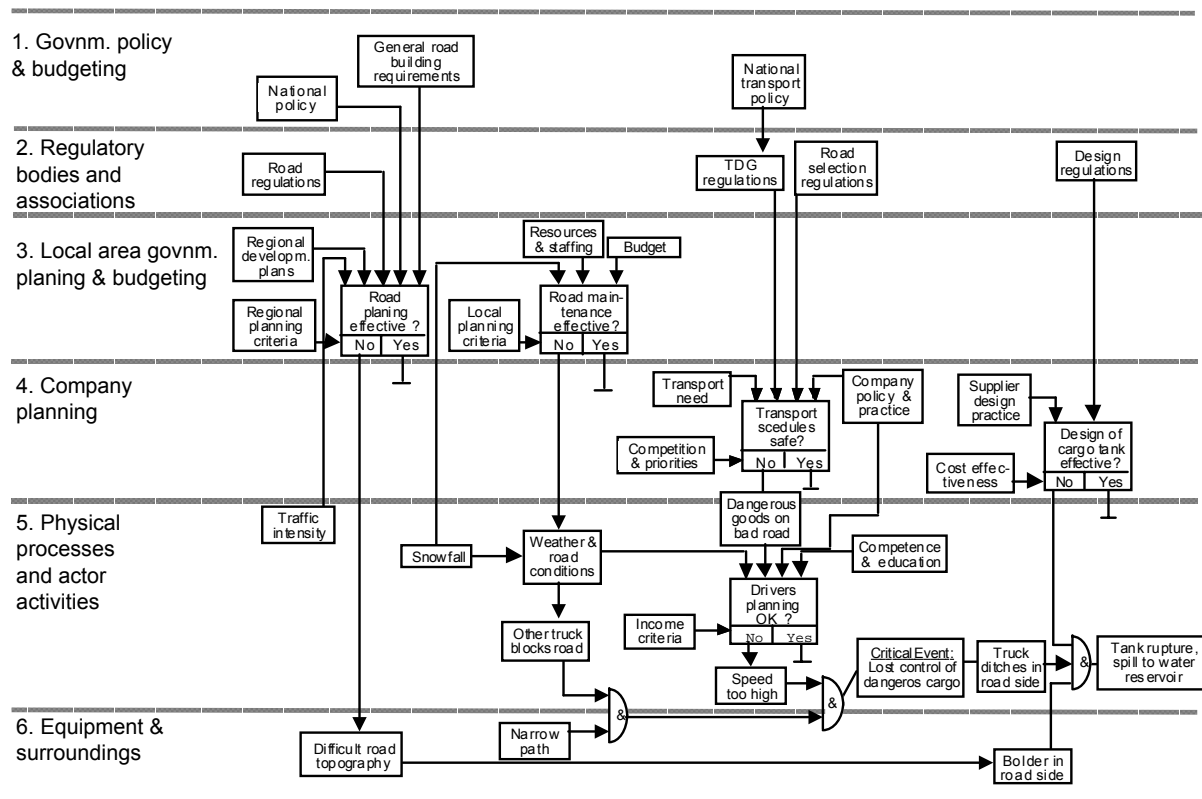 1. Govnm. policy
& budgeting
General road
building
requirements
National
policy
National
transport
policy
2. Regulatory
bodies and
associations
Road
regulations
TDG
regulations
Road
selection
regulations
Design
regulations
3. Local area govnm.
planing & budgeting
Regional
developm.
plans
Resources
& staffing
Budget
Regional
planning
criteria
Road
planing
effective ?
No Yes
Local
planning
criteria
Road main-
tenance
effective?
No Yes
4. Company
planning
Transport
need
Company
policy &
practice
Supplier
design
practice
Transport
scedules
safe?
No Yes
Competition
& priorities
Design of
cargo tank
effective?
No Yes
Cost effec-
tiveness
5. Physical
processes
and actor
activities
Traffic
intensity
Snowfall
Weather &
road
conditions
Dangerous
goods on
bad road
Competence
& education
Drivers
planning
OK ?
No Yes
Income
criteria
Other truck
blocks road
Speed
too high
Critical Event:
Lost control of
dangeros cargo
Truck
ditches in
road side
&
Tank rupture,
spill to water
reservoir
&
&
6. Equipment &
surroundings
Narrow
path
Difficult road
topography
Bolder in
road side